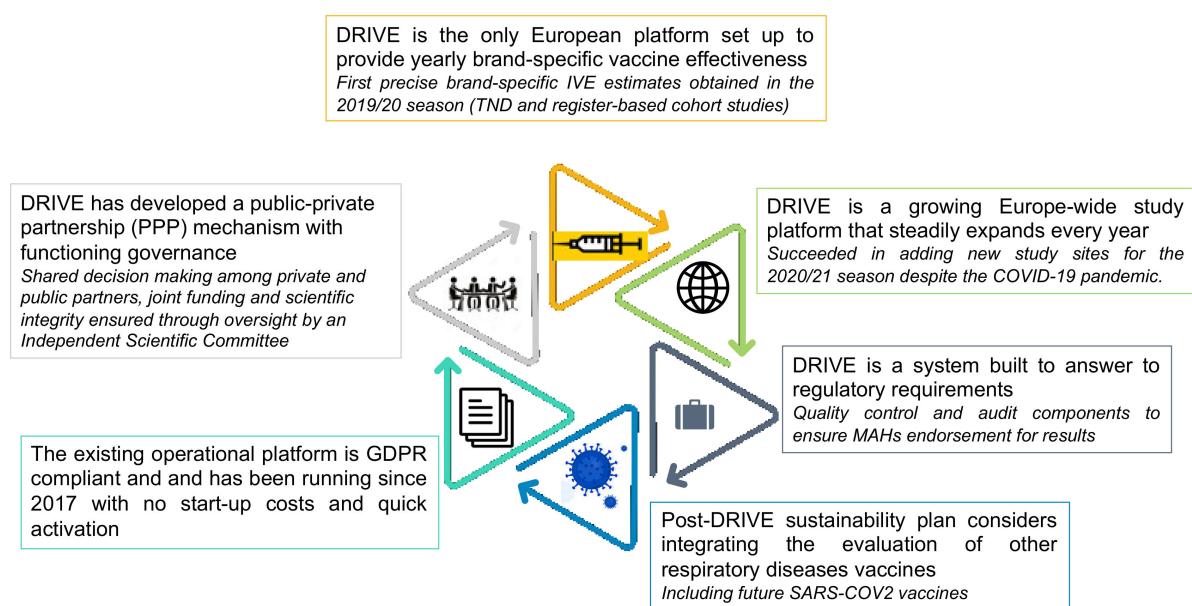 DRIVE is the only European platform set up to
provide yearly brand-specific vaccine effectiveness
First precise brand-specific IVE estimates obtained in the
2019/20 season (TND and register-based cohort studies)
DRIVE has developed a public-private
partnership (PPP) mechanism with
functioning governance
Shared decision making among private and
public partners, joint funding and scientific
integrity ensured through oversight by an
Independent Scientific Committee
DRIVE is a growing Europe-wide study
platform that steadily expands every year
Succeeded in adding new study sites for the
2020/21 season despite the COVID-19 pandemic.
DRIVE is a system built to answer to
regulatory requirements
Quality control and audit components to
ensure MAHs endorsement for results
The existing operational platform is GDPR
compliant and and has been running since
2017 with no start-up costs and quick
activation
Post-DRIVE sustainability plan considers
integrating the evaluation of other
respiratory diseases vaccines
Including future SARS-COV2 vaccines